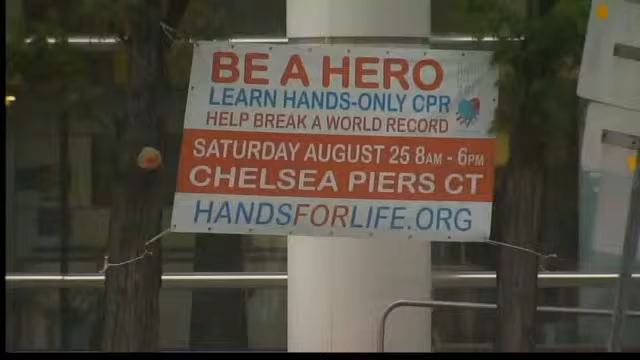 BE A HERO
LEARN HANDS-ONLY CPR
HELP BREAK A WORLD RECORD
SATURDAY AUGUST 25 8AM - 6PM
CHELSEA PIERS CT
HANDSFORLIFE.ORG